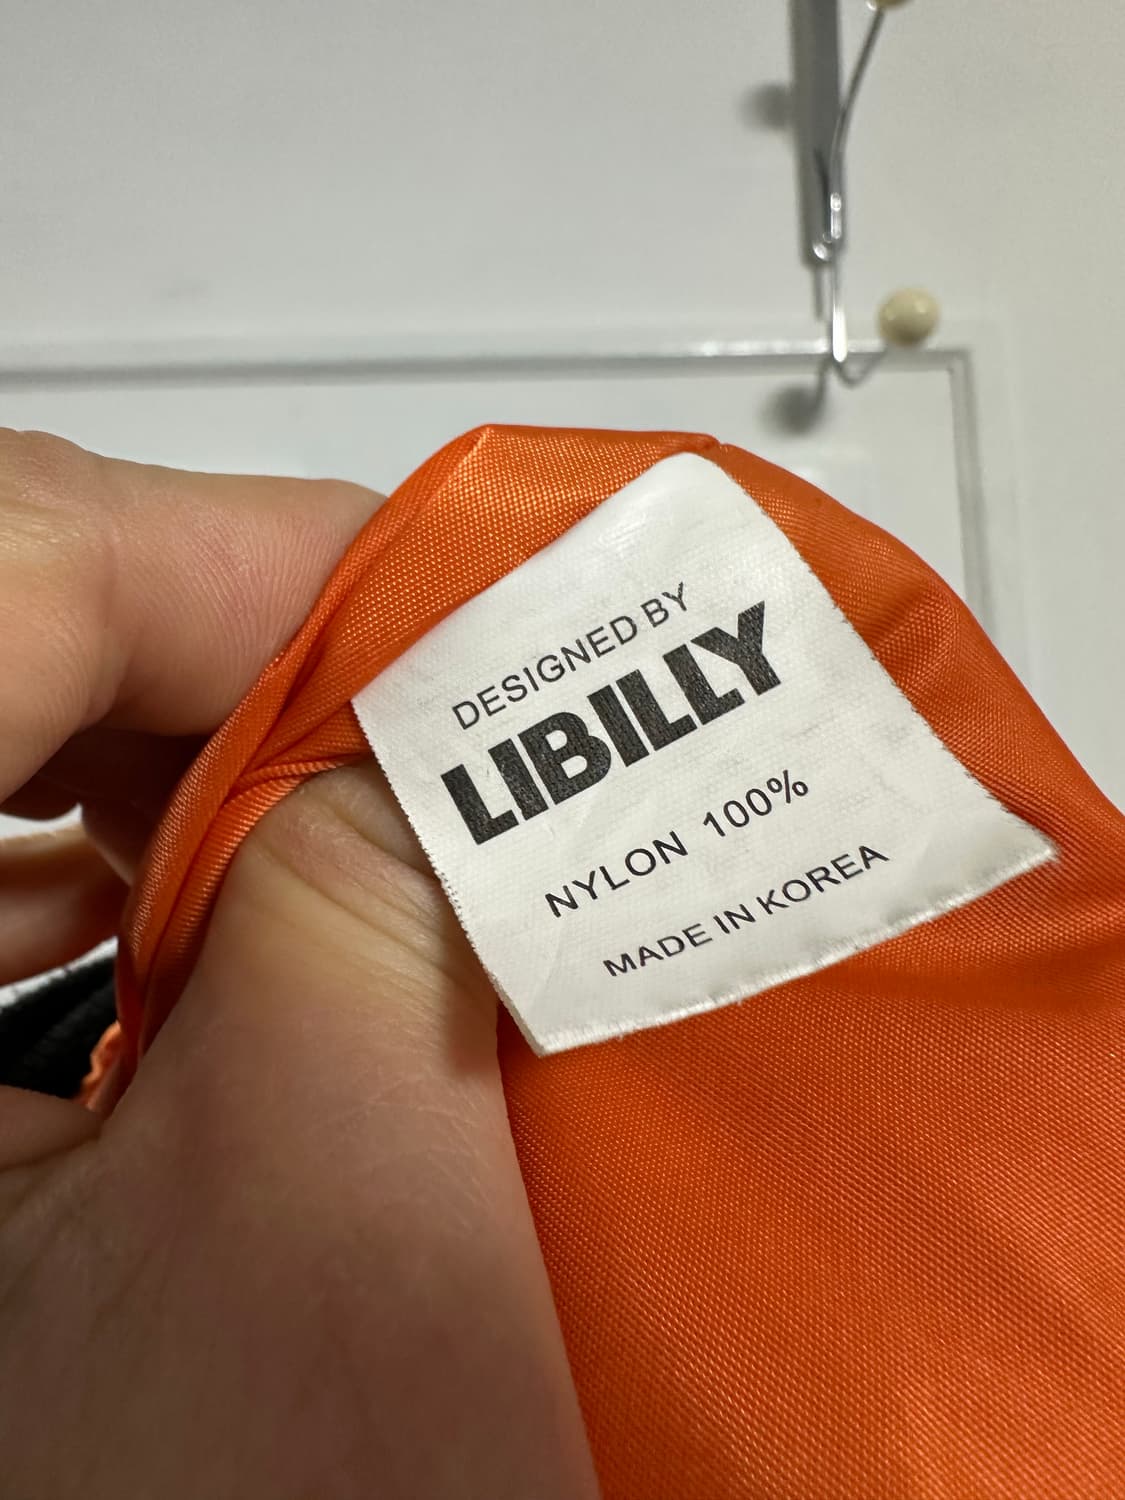 DESIGNED BY
LIBILLY
NYLON 100%
MADE IN KOREA